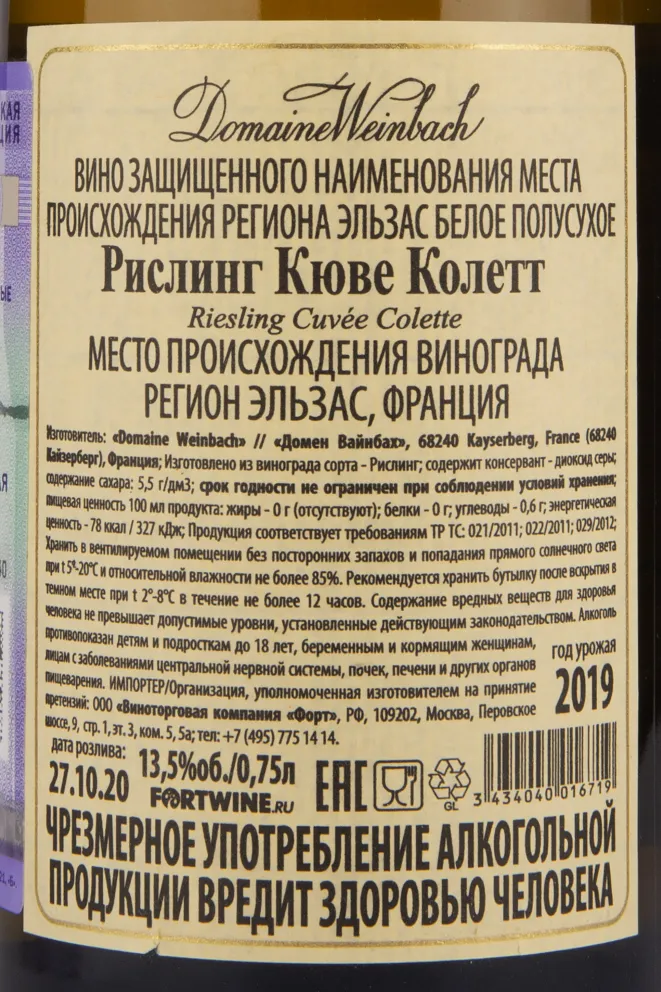 Domaine Weinbach
ВИНО ЗАЩИЩЕННОГО НАИМЕНОВАНИЯ МЕСТА
ПРОИСХОЖДЕНИЯ РЕГИОНА ЭЛЬЗАС БЕЛОЕ ПОЛУСУХОЕ
Рислинг Кюве Колетт
Riesling Cuvée Colette
МЕСТО ПРОИСХОЖДЕНИЯ ВИНОГРАДА
РЕГИОН ЭЛЬЗАС, ФРАНЦИЯ
Изготовитель: «Domaine Weinbach» // «Домен Вайнбах», 68240 Kayserberg, France (68240
Кайзерберг), Франция; Изготовлено из винограда сорта - Рислинг; содержит консервант - диоксид серы;
содержание сахара: 5,5 г/дм3; срок годности не ограничен при соблюдении условий хранения;
пищевая ценность 100 мл продукта: жиры - 0 г (отсутствуют); белки - 0 г; углеводы - 0,6 г; энергетическая
ценность - 78 ккал / 327 кДж; Продукция соответствует требованиям ТР ТС: 021/2011; 022/2011; 029/2012;
Хранить в вентилируемом помещении без посторонних запахов и попадания прямого солнечного света
при t 5°-20°C и относительной влажности не более 85%. Рекомендуется хранить бутылку после вскрытия в
темном месте при t 2°-8°C в течение не более 12 часов. Содержание вредных веществ для здоровья
человека не превышает допустимые уровни, установленные действующим законодательством. Алкоголь
противопоказан детям и подросткам до 18 лет, беременным и кормящим женщинам,
лицам с заболеваниями центральной нервной системы, почек, печени и других органов
пищеварения. ИМПОРТЕР/Организация, уполномоченная изготовителем на принятие
претензий: ООО «Виноторговая компания «Форт», РФ, 109202, Москва, Перовское
шоссе, 9, стр. 1, эт. 3, ком. 5, 5а; тел: +7 (495) 775 14 14.
год урожая
2019
дата розлива:
27.10.20
13,5%об./0,75л
FORTWINE.RU
EAC
GL
3 434040 016719
ЧРЕЗМЕРНОЕ УПОТРЕБЛЕНИЕ АЛКОГОЛЬНОЙ
ПРОДУКЦИИ ВРЕДИТ ЗДОРОВЬЮ ЧЕЛОВЕКА